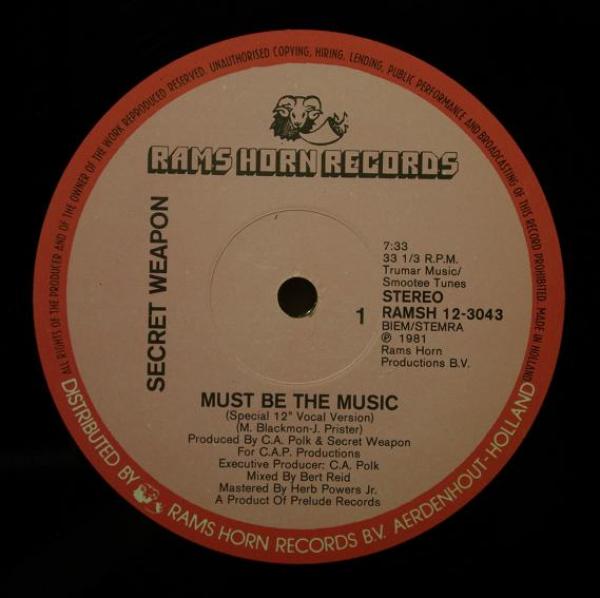 ALL RIGHTS OF THE PRODUCER AND OF THE OWNER OF THE WORK REPRODUCED RESERVED. UNAUTHORISED COPYING, HIRING, LENDING, PUBLIC PERFORMANCE AND BROADCASTING OF THIS RECORD PROHIBITED. MADE IN HOLLAND
RAMS HORN RECORDS
SECRET WEAPON
7:33
33 1/3 R.P.M.
Trumar Music/
Smootee Tunes
STEREO
1
RAMSH 12-3043
BIEM/STEMRA
℗ 1981
Rams Horn
Productions B.V.
MUST BE THE MUSIC
(Special 12" Vocal Version)
(M. Blackmon-J. Prister)
Produced By C.A. Polk & Secret Weapon
For C.A.P. Productions
Executive Producer: C.A. Polk
Mixed By Bert Reid
Mastered By Herb Powers Jr.
A Product Of Prelude Records
DISTRIBUTED BY RAMS HORN RECORDS B.V. AERDENHOUT-HOLLAND